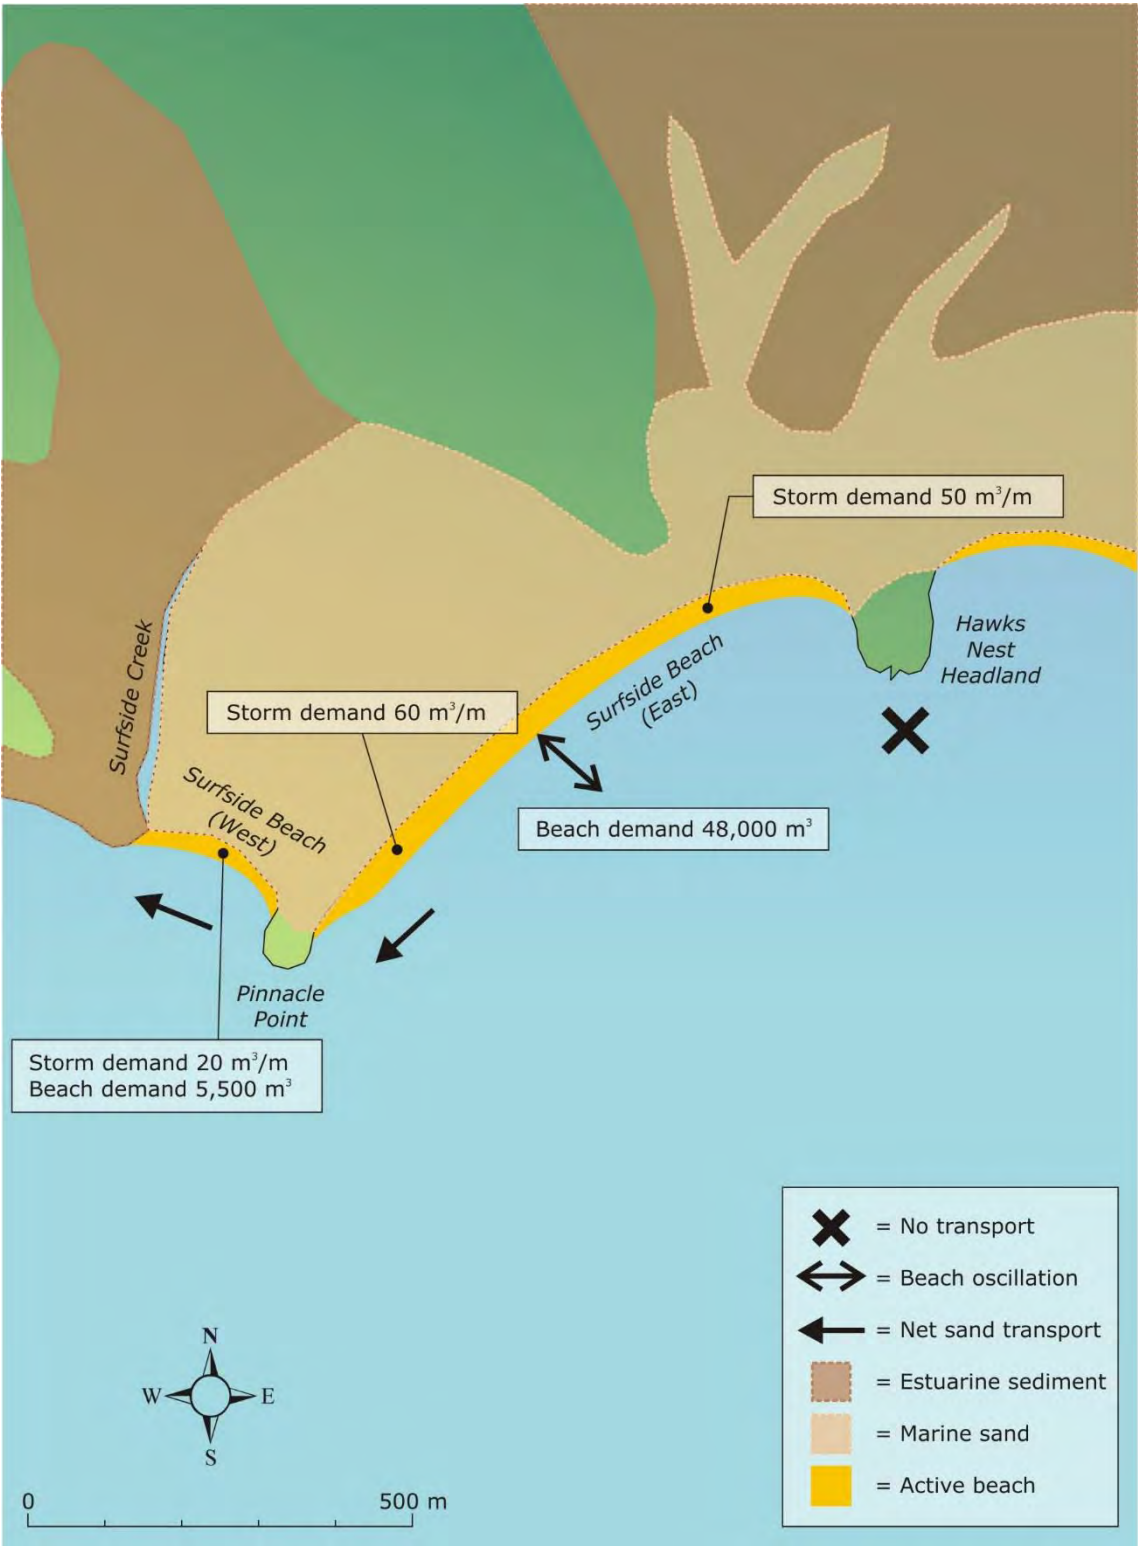 Storm demand 50 m³/m
Hawks
Nest
Headland
Surfside Creek
Surfside Beach
(East)
Storm demand 60 m³/m
Surfside Beach
(West)
Beach demand 48,000 m³
Pinnacle
Point
Storm demand 20 m³/m
Beach demand 5,500 m³
= No transport
= Beach oscillation
= Net sand transport
= Estuarine sediment
= Marine sand
= Active beach
N
W E
S
0 500 m